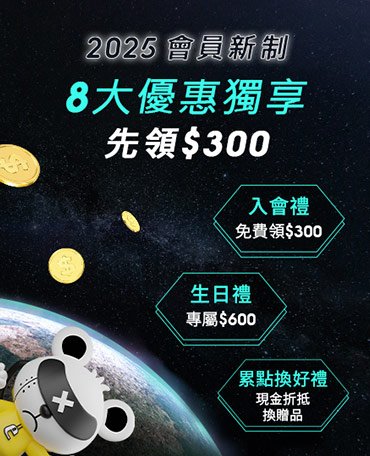 2025 會員新制
8大優惠獨享
先領$300
入會禮
免費領$300
生日禮
專屬$600
累點換好禮
現金折抵
換贈品